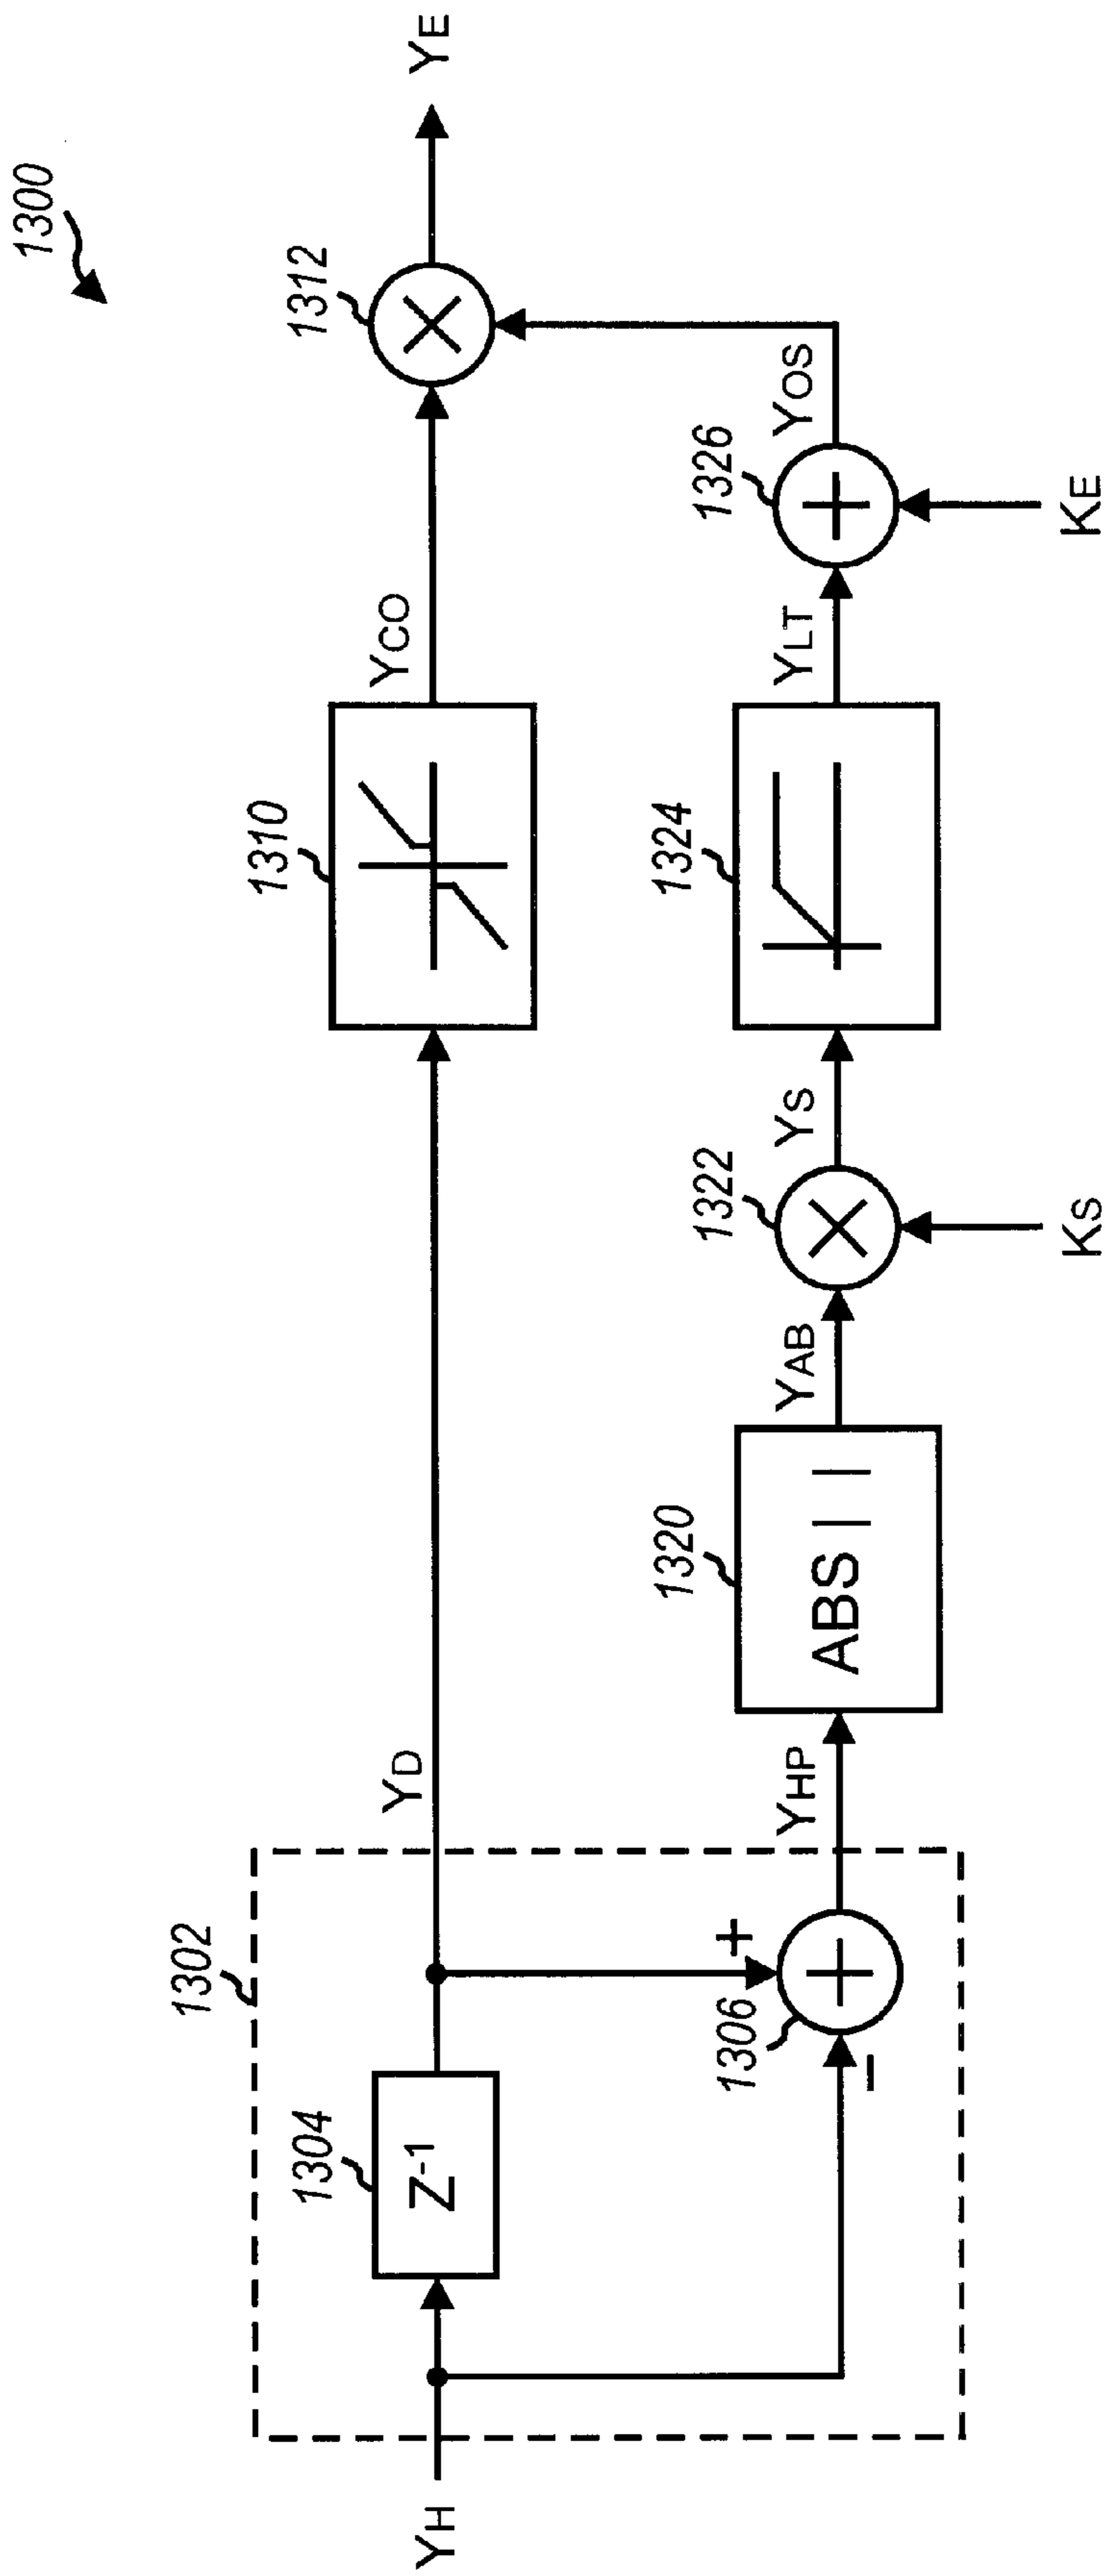 1300
1302
1304
Z-1
1306
YH
YD
+
−
YHP
1320
ABS | |
YAB
1322
KS
YS
1310
1324
YCO
YLT
1326
KE
YOS
1312
YE